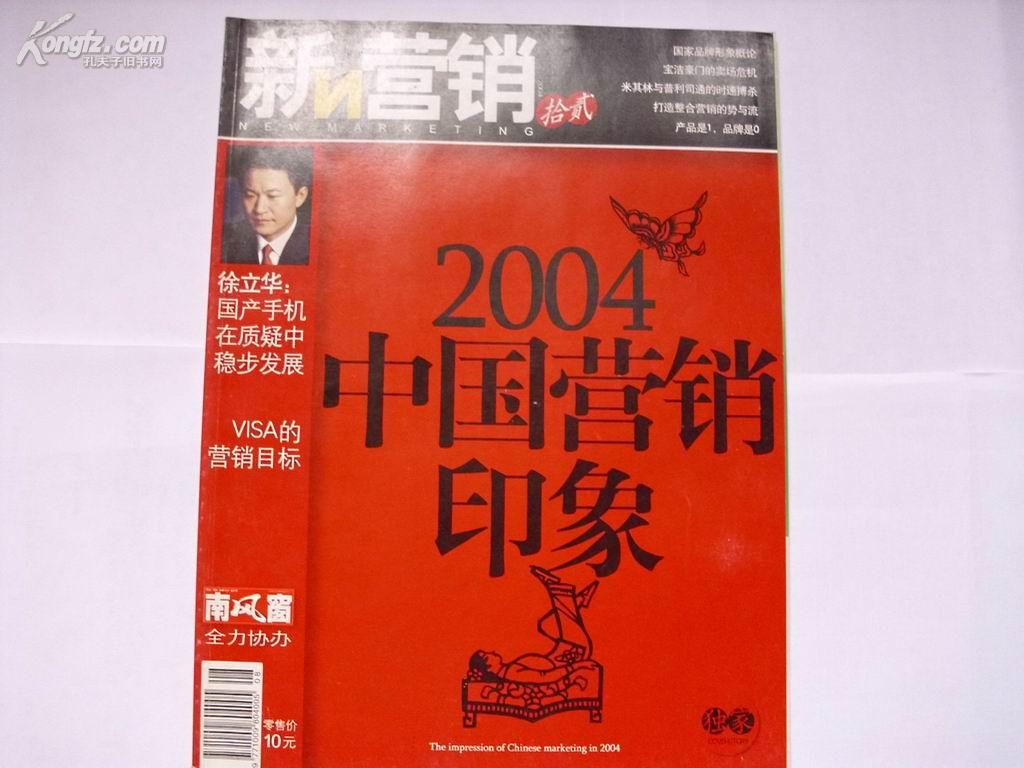 Kongfz.com
孔夫子旧书网
新营销
NEW MARKETING
拾贰
国家品牌形象概论
宝洁豪门的卖场危机
米其林与普利司通的时速搏杀
打造整合营销的势与流
产品是1，品牌是0
徐立华：
国产手机
在质疑中
稳步发展
VISA的
营销目标
2004
中国营销
印象
南风窗
全力协办
零售价
10元
9 771009 604005
08
The impression of Chinese marketing in 2004
独家